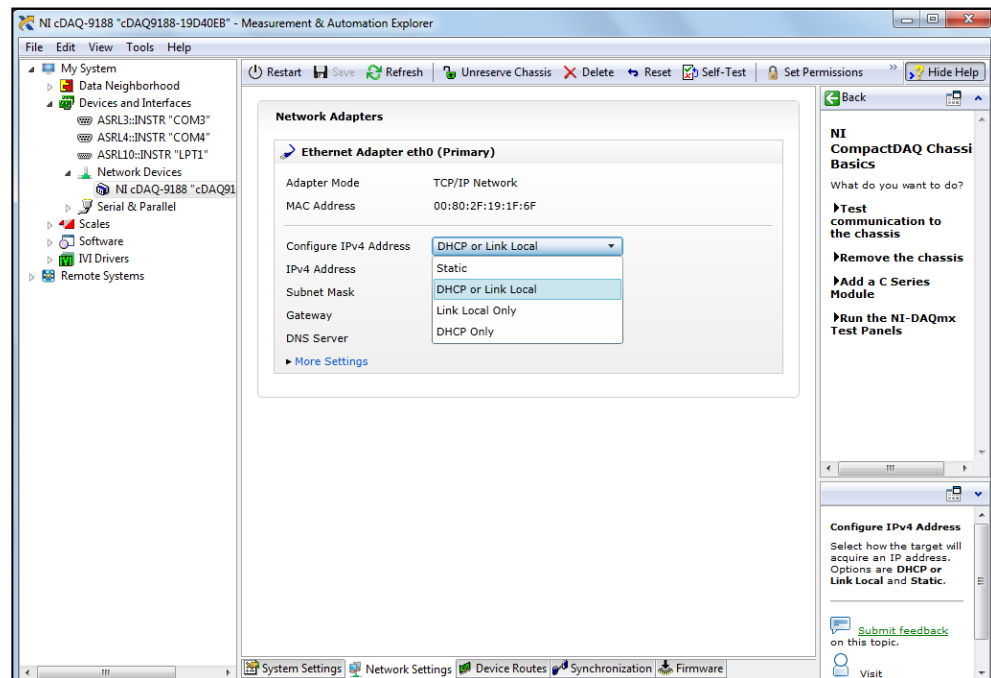 NI cDAQ-9188 "cDAQ9188-19D40EB" - Measurement & Automation Explorer
File Edit View Tools Help
My System
Data Neighborhood
Devices and Interfaces
ASRL3::INSTR "COM3"
ASRL4::INSTR "COM4"
ASRL10::INSTR "LPT1"
Network Devices
NI cDAQ-9188 "cDAQ91
Serial & Parallel
Scales
Software
IVI Drivers
Remote Systems
Restart Save Refresh Unreserve Chassis Delete Reset Self-Test Set Permissions » Hide Help
Network Adapters
Ethernet Adapter eth0 (Primary)
Adapter Mode TCP/IP Network
MAC Address 00:80:2F:19:1F:6F
Configure IPv4 Address DHCP or Link Local
IPv4 Address
Subnet Mask
Gateway
DNS Server
Static
DHCP or Link Local
Link Local Only
DHCP Only
More Settings
System Settings Network Settings Device Routes Synchronization Firmware
Back
NI
CompactDAQ Chassi
Basics
What do you want to do?
Test
communication to
the chassis
Remove the chassis
Add a C Series
Module
Run the NI-DAQmx
Test Panels
Configure IPv4 Address
Select how the target will
acquire an IP address.
Options are DHCP or
Link Local and Static.
Submit feedback
on this topic.
Visit